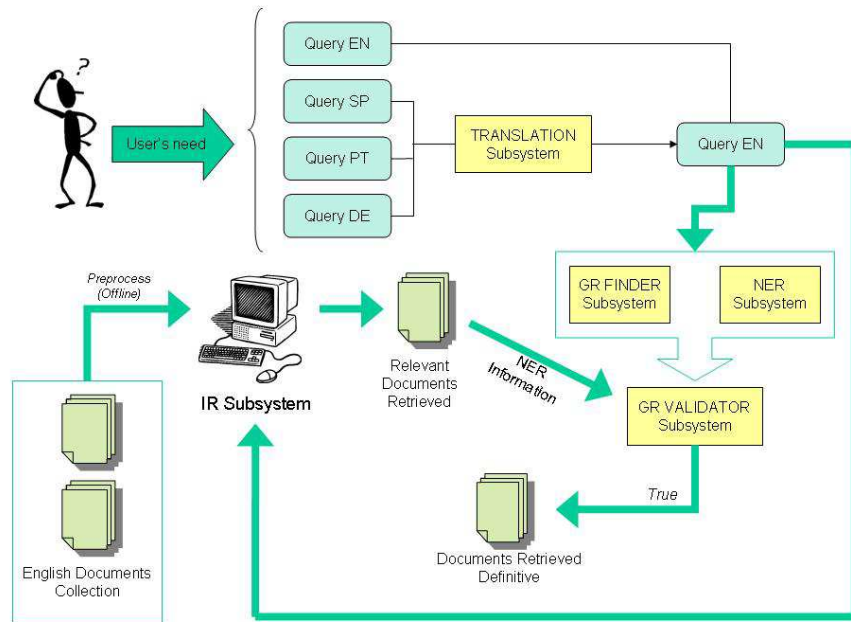 ?
User's need
Query EN
Query SP
Query PT
Query DE
TRANSLATION
Subsystem
Query EN
GR FINDER
Subsystem
NER
Subsystem
Preprocess
(Offline)
IR Subsystem
Relevant
Documents
Retrieved
NER
Information
GR VALIDATOR
Subsystem
True
Documents Retrieved
Definitive
English Documents
Collection